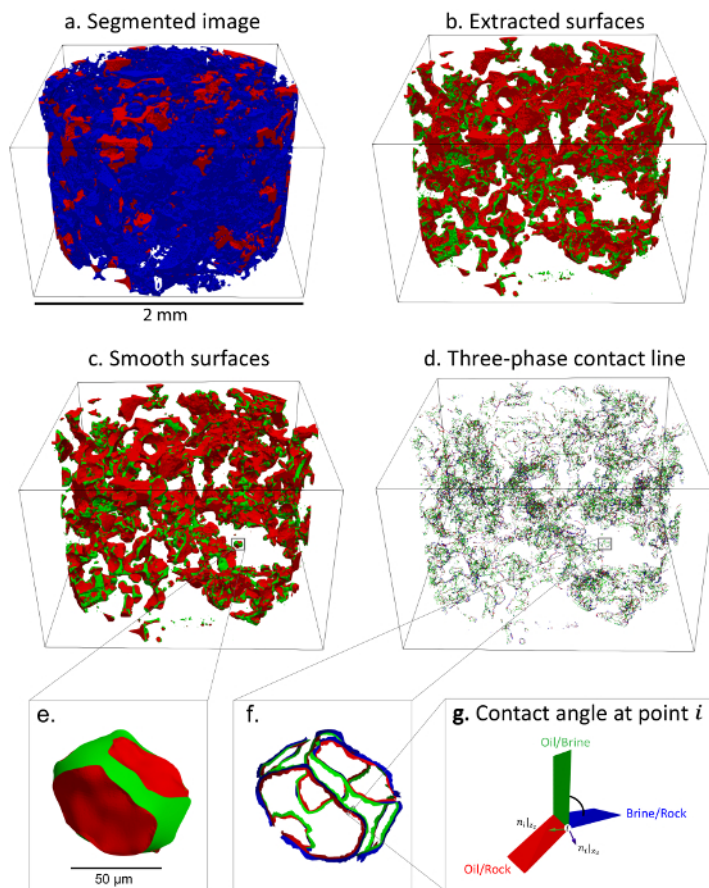 a. Segmented image
b. Extracted surfaces
2 mm
c. Smooth surfaces
d. Three-phase contact line
e.
50 µm
f.
g. Contact angle at point i
Oil/Brine
Brine/Rock
Oil/Rock